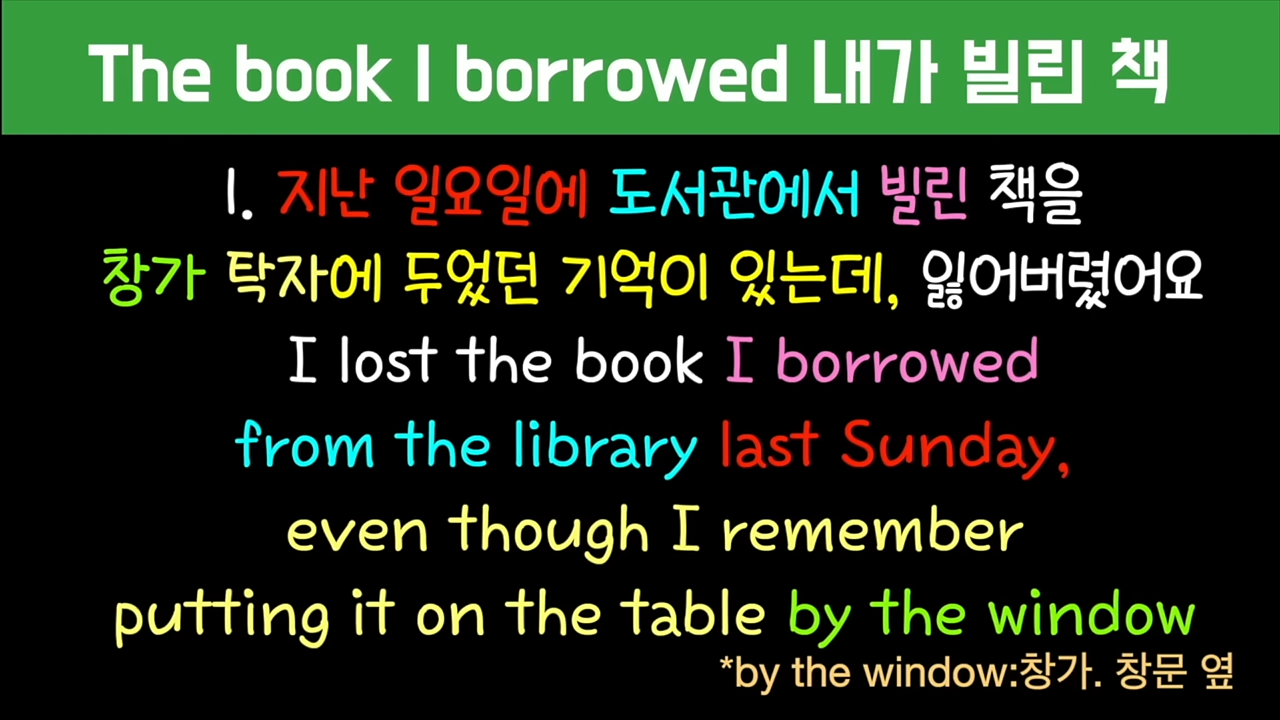 The book I borrowed 내가 빌린 책
1. 지난 일요일에 도서관에서 빌린 책을
창가 탁자에 두었던 기억이 있는데, 잃어버렸어요
I lost the book I borrowed
from the library last Sunday,
even though I remember
putting it on the table by the window
*by the window:창가. 창문 옆